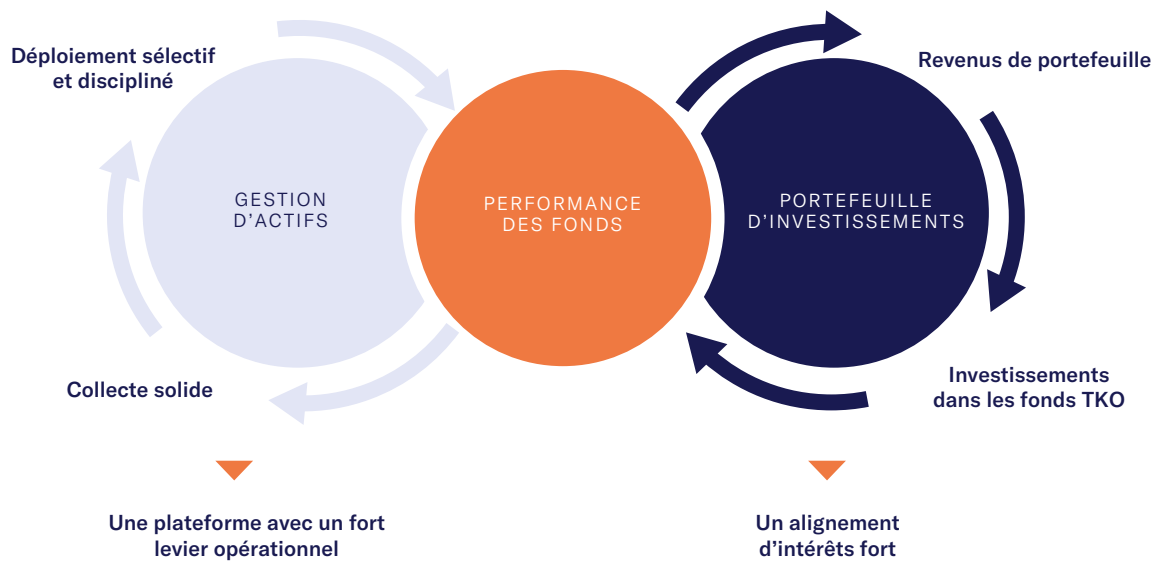 Déploiement sélectif
et discipliné
Revenus de portefeuille
GESTION
D’ACTIFS
PERFORMANCE
DES FONDS
PORTEFEUILLE
D’INVESTISSEMENTS
Collecte solide
Investissements
dans les fonds TKO
Une plateforme avec un fort
levier opérationnel
Un alignement
d’intérêts fort